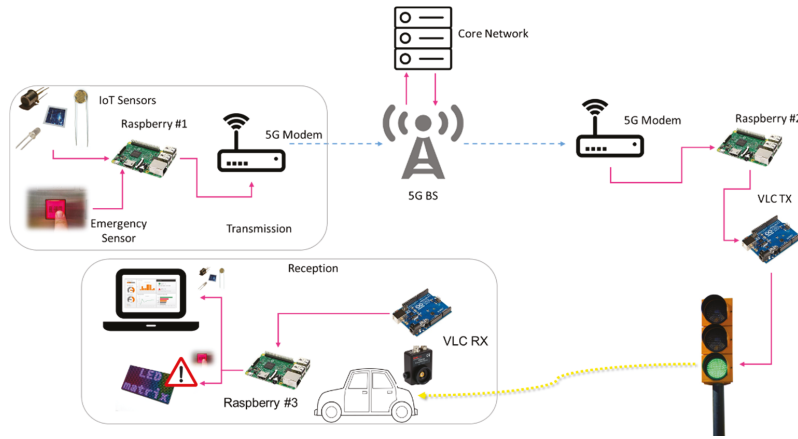 Core Network
IoT Sensors
Raspberry #1
5G Modem
5G Modem
Raspberry #2
5G BS
VLC TX
Emergency
Sensor
Transmission
Reception
VLC RX
LED
matrix
!
Raspberry #3